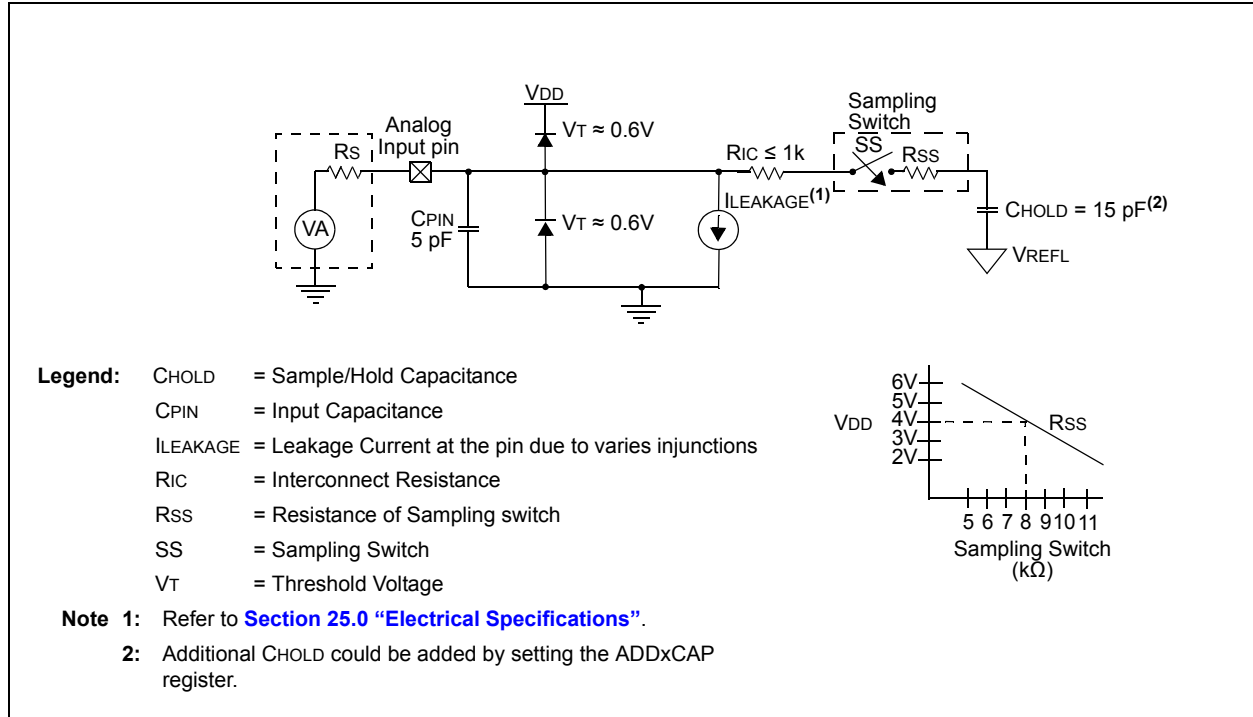 VDD
Sampling
Switch
Analog
Input pin
VT ≈ 0.6V
RS
RIC ≤ 1k
SS
RSS
ILEAKAGE(1)
CPIN
5 pF
VA
VT ≈ 0.6V
CHOLD = 15 pF(2)
VREFL
Legend: CHOLD = Sample/Hold Capacitance
CPIN = Input Capacitance
ILEAKAGE = Leakage Current at the pin due to varies injunctions
RIC = Interconnect Resistance
RSS = Resistance of Sampling switch
SS = Sampling Switch
VT = Threshold Voltage
6V
5V
VDD 4V
3V
2V
RSS
5 6 7 8 9 10 11
Sampling Switch
(kΩ)
Note 1: Refer to Section 25.0 “Electrical Specifications”.
2: Additional CHOLD could be added by setting the ADDxCAP
register.